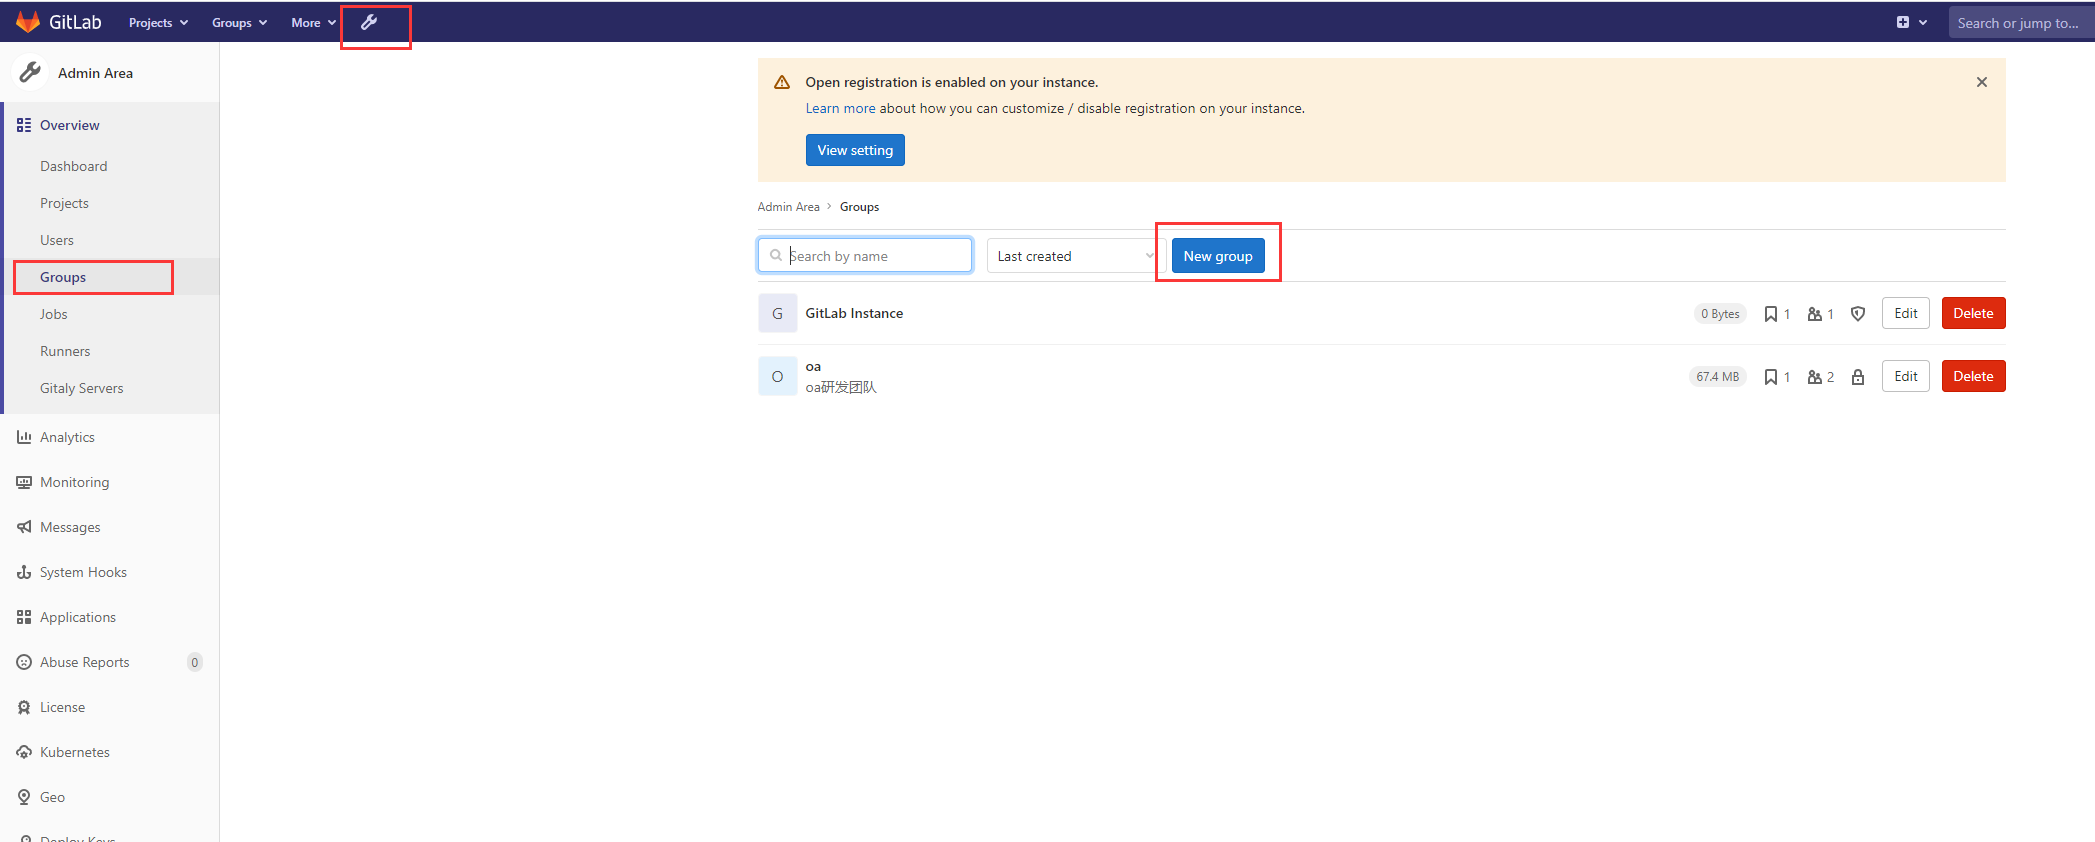 GitLab
Projects
Groups
More
Search or jump to...
Admin Area
Overview
Dashboard
Projects
Users
Groups
Jobs
Runners
Gitaly Servers
Analytics
Monitoring
Messages
System Hooks
Applications
Abuse Reports 0
License
Kubernetes
Geo
Deploy Keys
Open registration is enabled on your instance.
Learn more about how you can customize / disable registration on your instance.
View setting
Admin Area > Groups
Search by name
Last created
New group
G
GitLab Instance
0 Bytes
1
1
Edit
Delete
O
oa
oa研发团队
67.4 MB
1
2
Edit
Delete